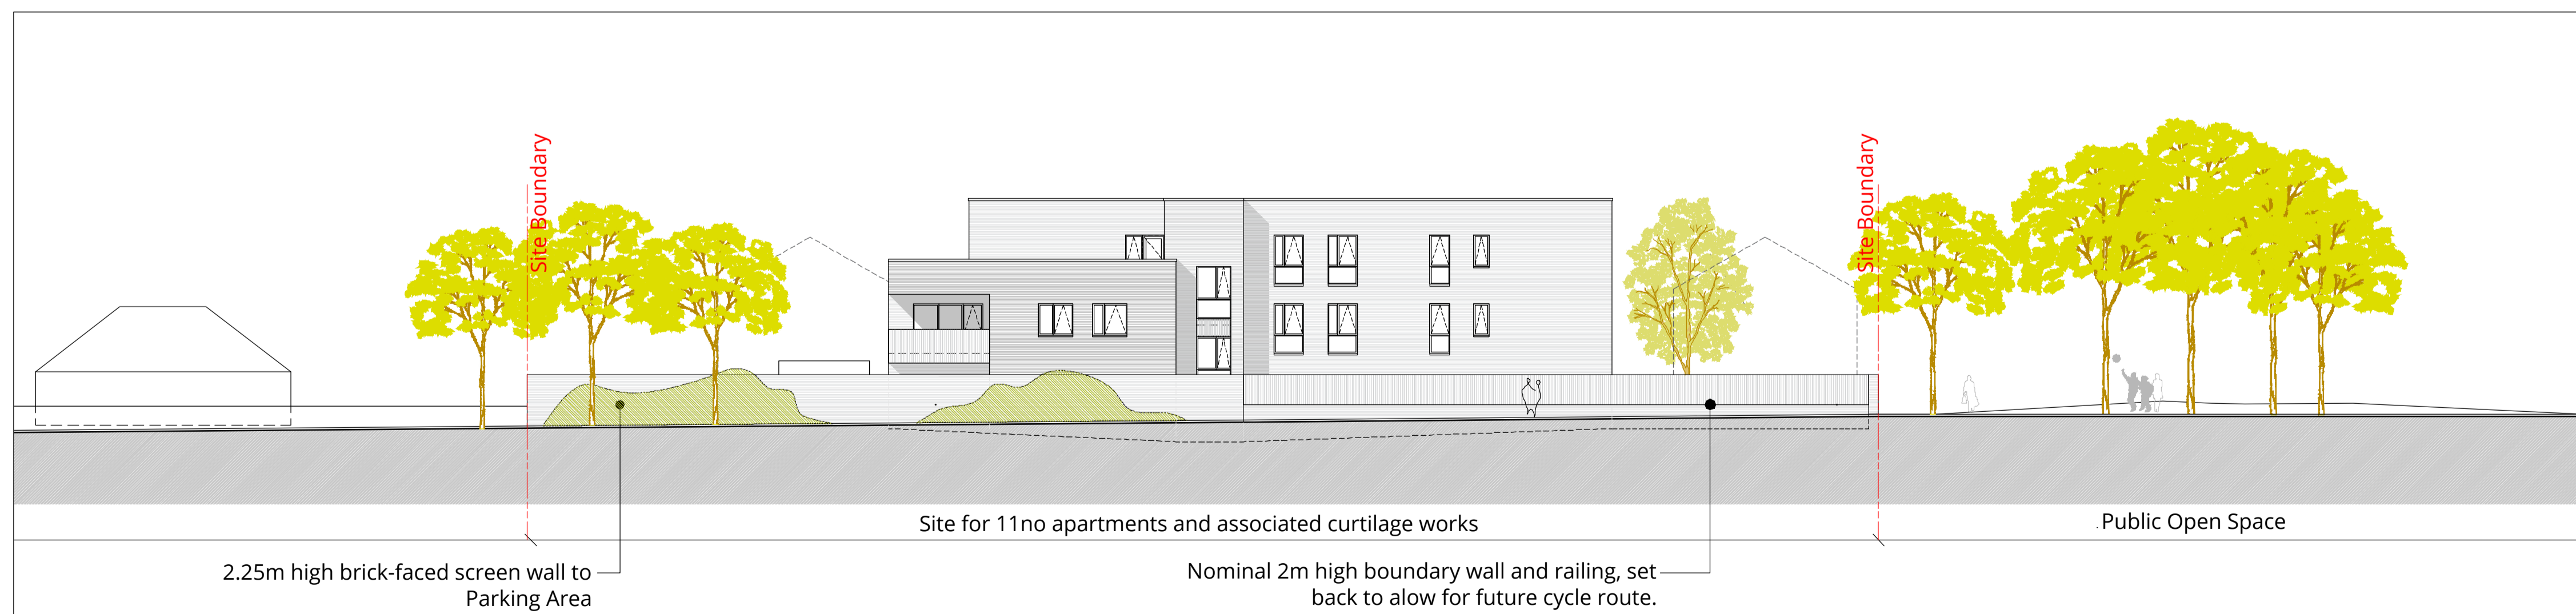 Site Boundary
Site Boundary
Site for 11no apartments and associated curtilage works
Public Open Space
2.25m high brick-faced screen wall to
Parking Area
Nominal 2m high boundary wall and railing, set
back to alow for future cycle route.